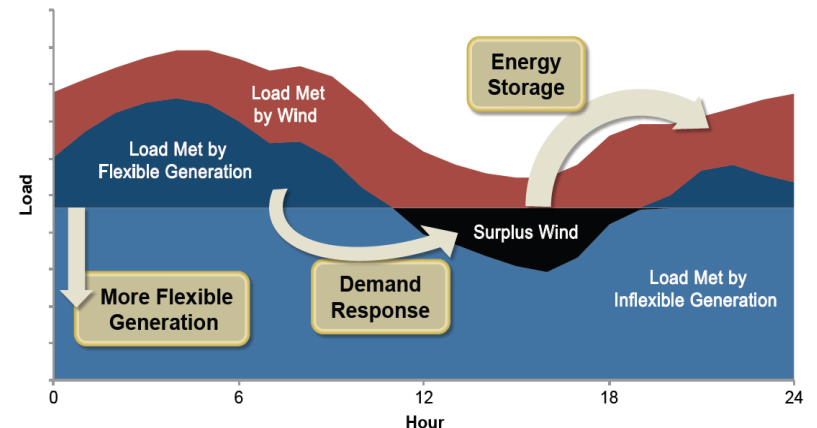 Energy
Storage
Load Met
by Wind
Load Met by
Flexible Generation
Load
Surplus Wind
More Flexible
Generation
Demand
Response
Load Met by
Inflexible Generation
0
6
12
18
24
Hour